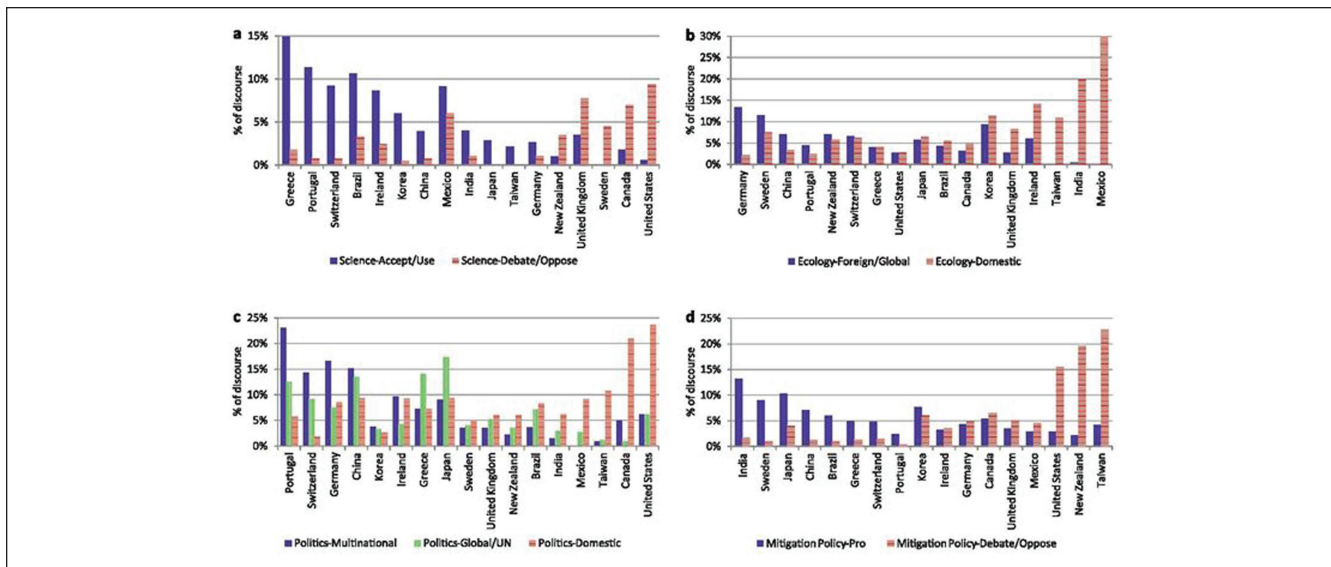 a
15%
10%
5%
0%
% of discourse
Greece
Portugal
Switzerland
Brazil
Ireland
Korea
China
Mexico
India
Japan
Taiwan
Germany
New Zealand
United Kingdom
Sweden
Canada
United States
Science-Accept/Use
Science-Debate/Oppose
b
30%
25%
20%
15%
10%
5%
0%
% of discourse
Germany
Sweden
China
Portugal
New Zealand
Switzerland
Greece
United States
Japan
Brazil
Canada
Korea
United Kingdom
Ireland
Taiwan
India
Mexico
Ecology-Foreign/Global
Ecology-Domestic
c
25%
20%
15%
10%
5%
0%
% of discourse
Portugal
Switzerland
Germany
China
Korea
Ireland
Greece
Japan
Sweden
United Kingdom
New Zealand
Brazil
India
Mexico
Taiwan
Canada
United States
Politics-Multinational
Politics-Global/UN
Politics-Domestic
d
25%
20%
15%
10%
5%
0%
% of discourse
India
Sweden
Japan
China
Brazil
Greece
Switzerland
Portugal
Korea
Ireland
Germany
Canada
United Kingdom
Mexico
United States
New Zealand
Taiwan
Mitigation Policy-Pro
Mitigation Policy-Debate/Oppose